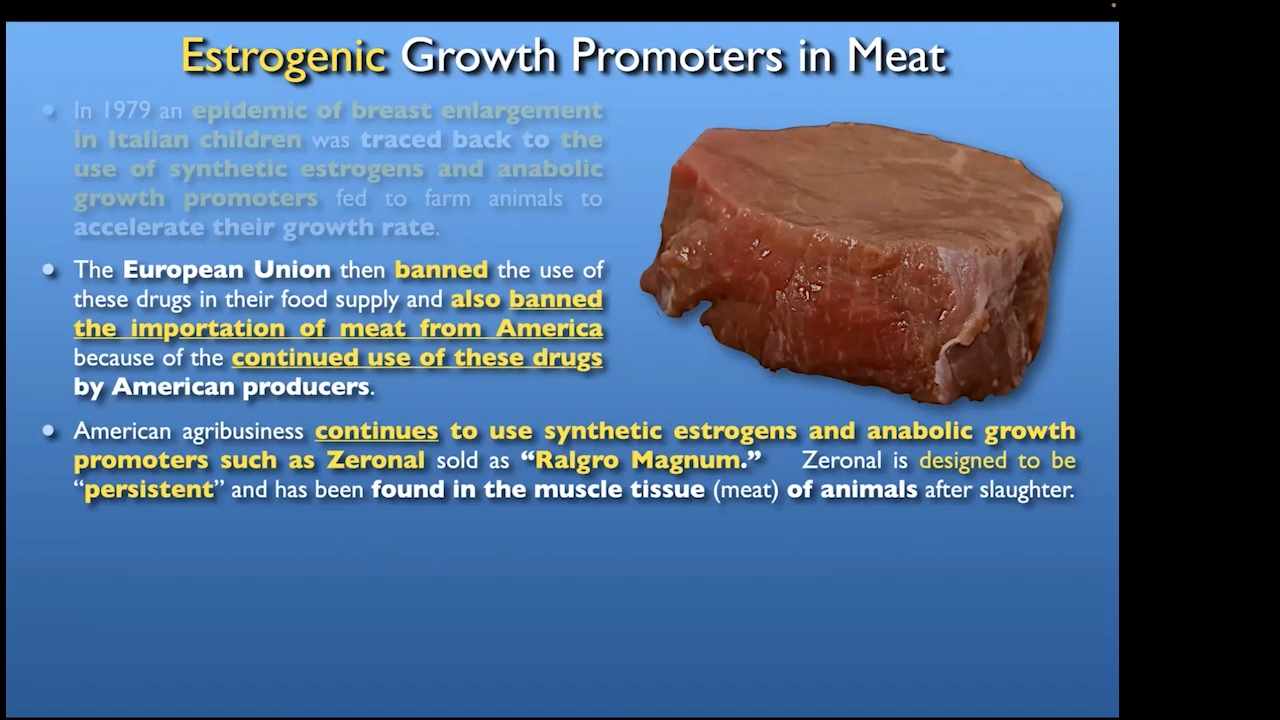 Estrogenic Growth Promoters in Meat
• In 1979 an epidemic of breast enlargement
in Italian children was traced back to the
use of synthetic estrogens and anabolic
growth promoters fed to farm animals to
accelerate their growth rate.
• The European Union then banned the use of
these drugs in their food supply and also banned
the importation of meat from America
because of the continued use of these drugs
by American producers.
• American agribusiness continues to use synthetic estrogens and anabolic growth
promoters such as Zeronal sold as “Ralgro Magnum.” Zeronal is designed to be
“persistent” and has been found in the muscle tissue (meat) of animals after slaughter.